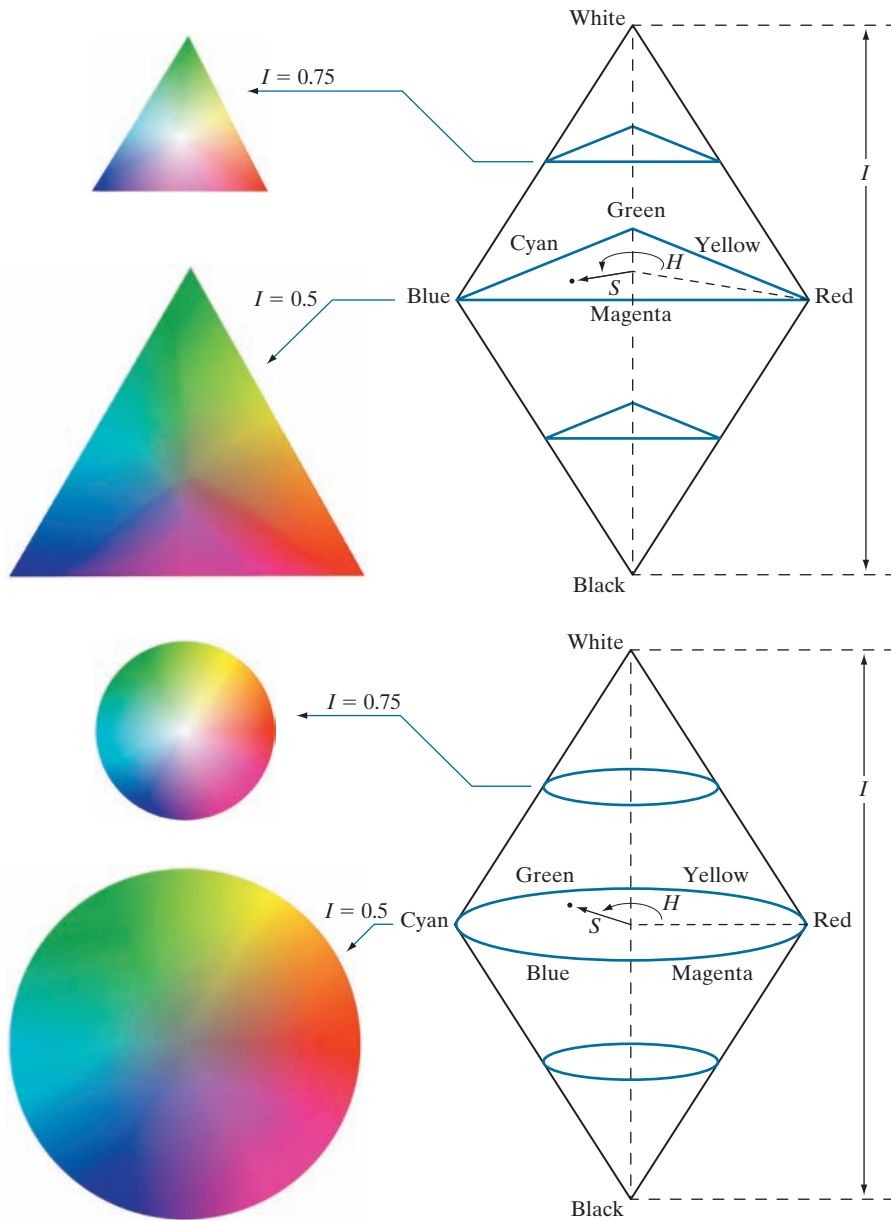 White
I = 0.75
I
Green
Cyan
Yellow
H
S
I = 0.5
Blue
Red
Magenta
Black
White
I = 0.75
I
Green
Yellow
H
I = 0.5
Cyan
S
Red
Blue
Magenta
Black